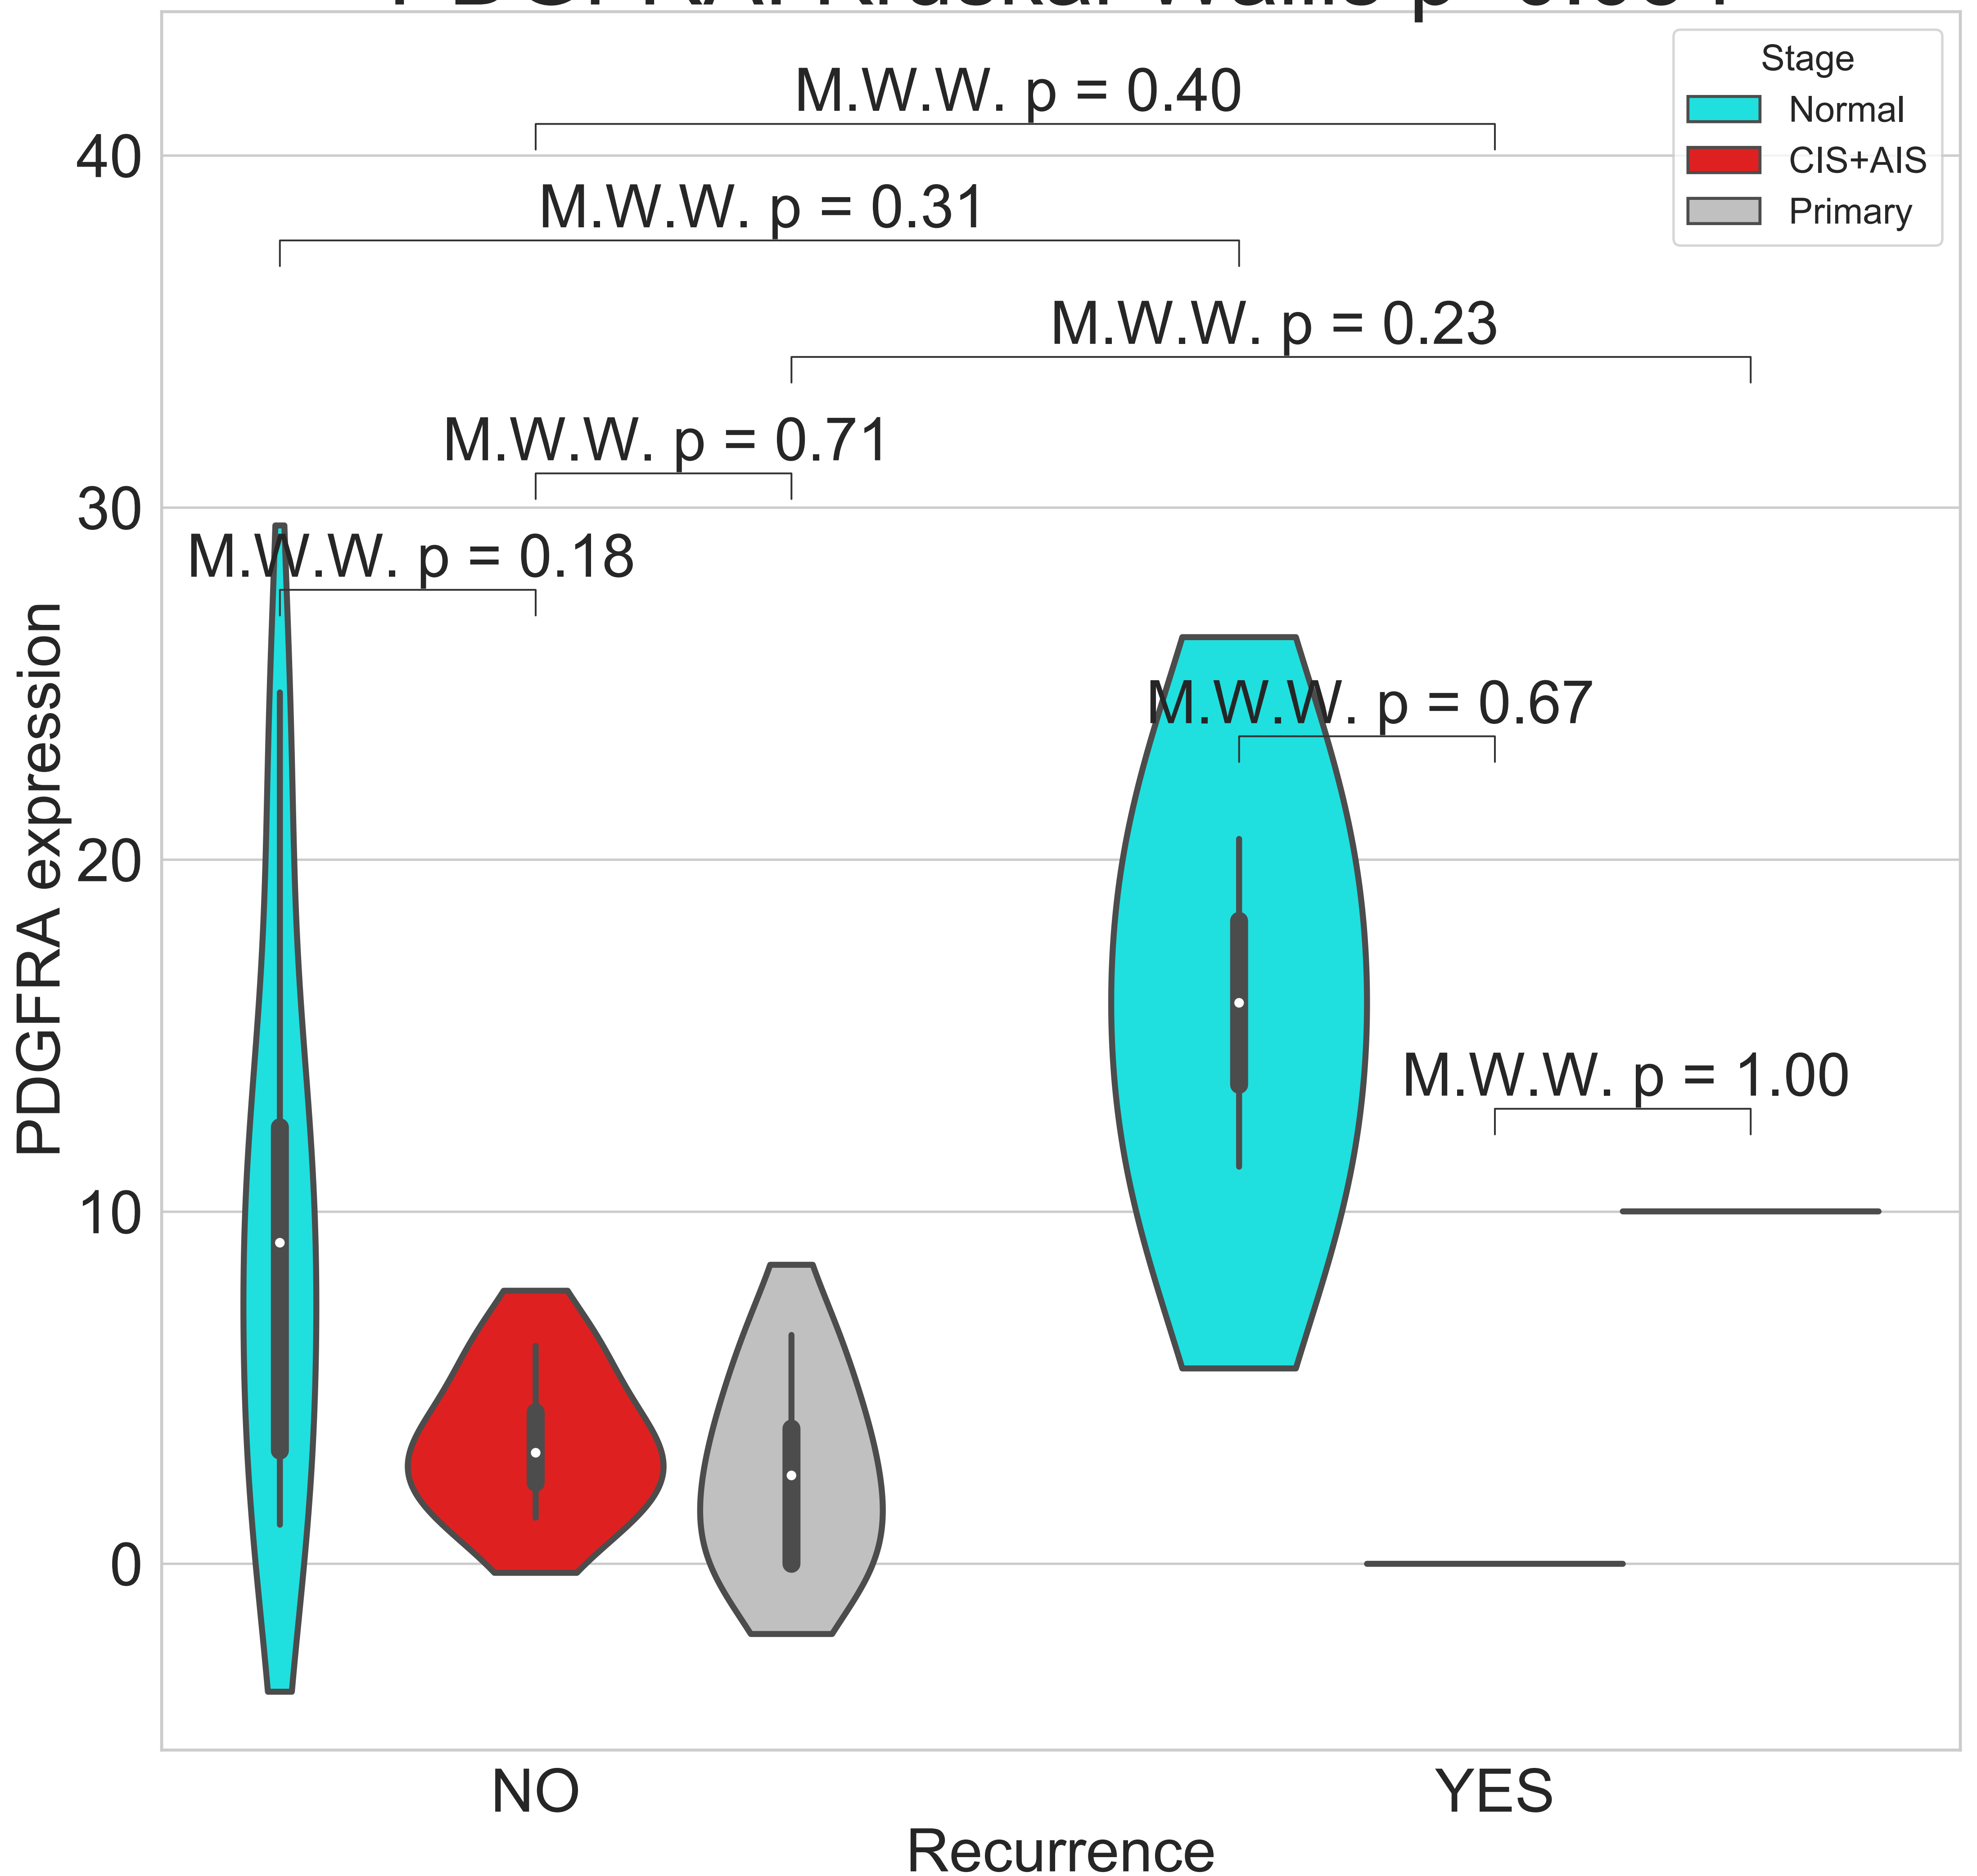 Stage
Normal
CIS+AIS
Primary
M.W.W. p = 0.40
M.W.W. p = 0.31
M.W.W. p = 0.23
M.W.W. p = 0.71
M.W.W. p = 0.18
M.W.W. p = 0.67
M.W.W. p = 1.00
40
30
20
10
0
PDGFRA expression
NO
YES
Recurrence